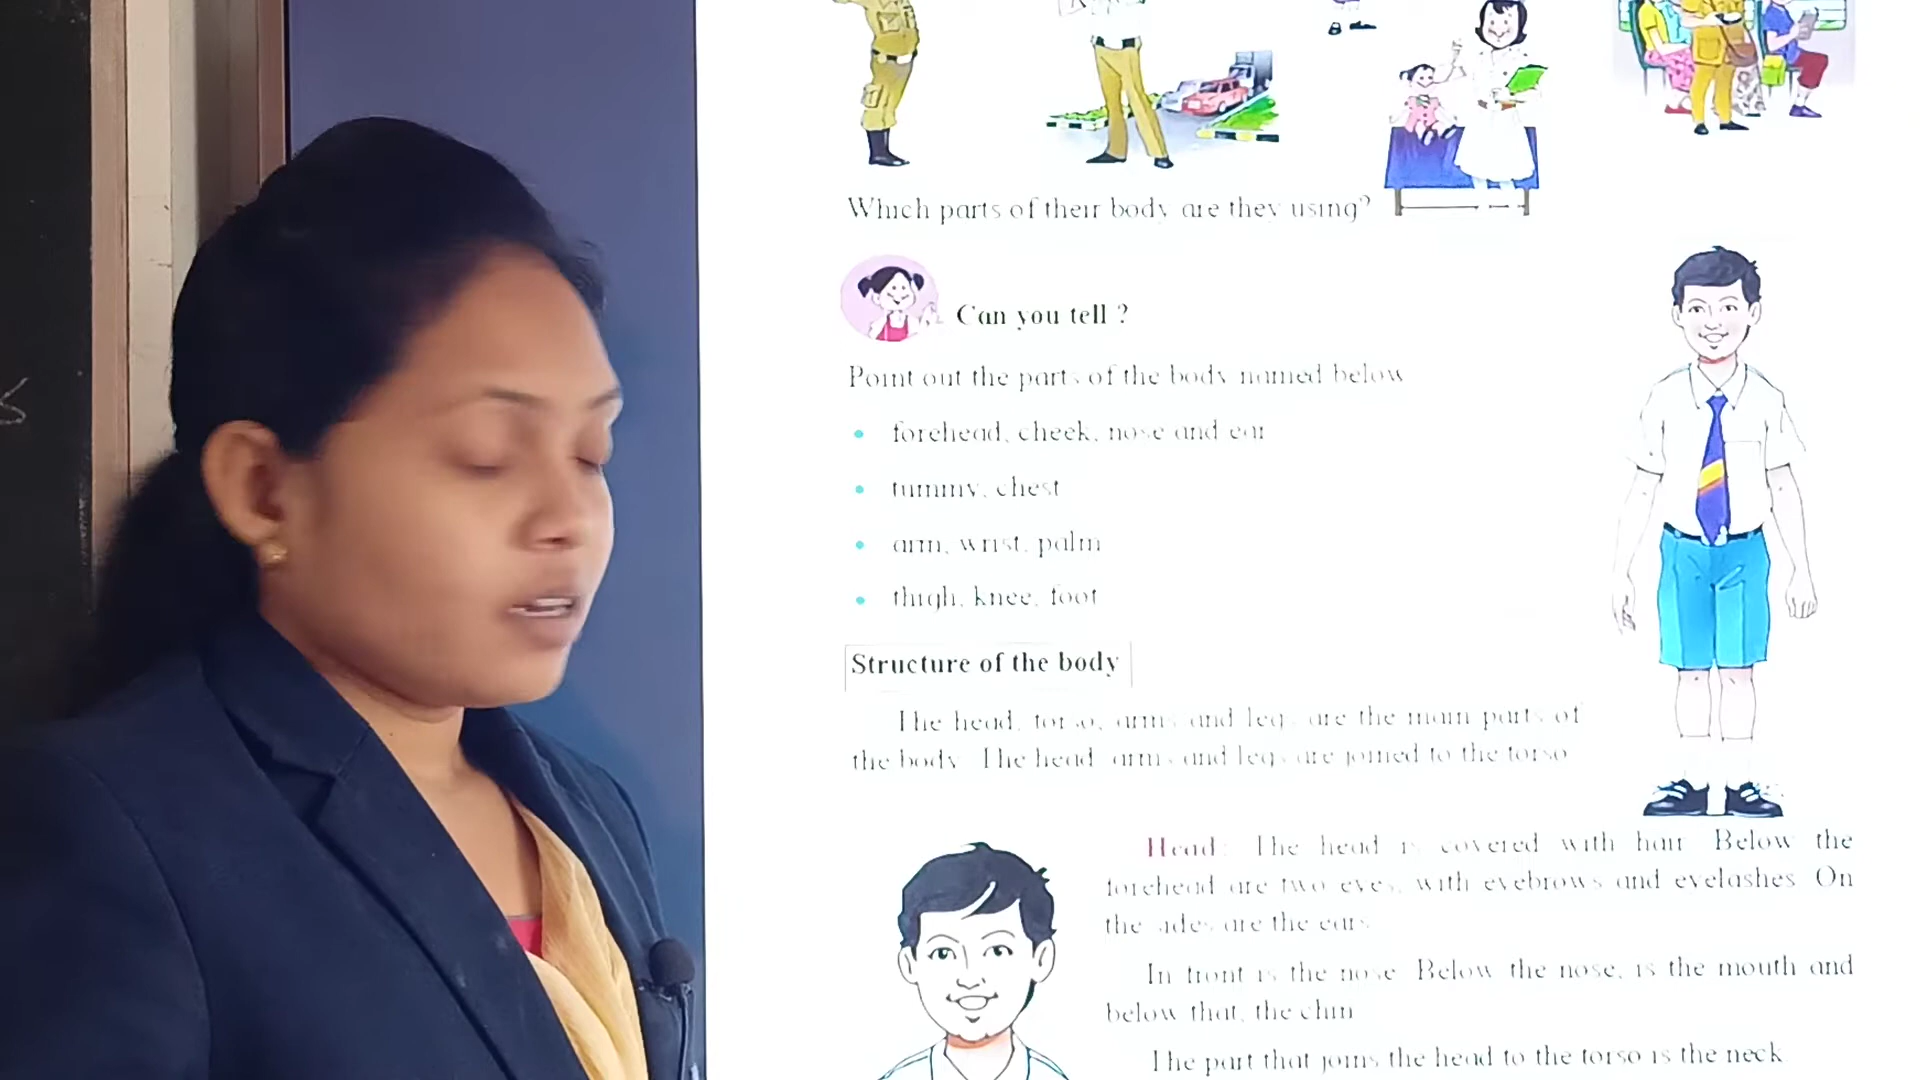 Which parts of their body are they using?
Can you tell ?
Point out the parts of the body named below
• forehead, cheek, nose and ear
• tummy, chest
• arm, wrist, palm
• thigh, knee, foot
Structure of the body
The head, torso, arms and legs are the main parts of
the body. The head, arms and legs are joined to the torso
Head : The head is covered with hair. Below the
forehead are two eyes, with eyebrows and eyelashes. On
the sides are the ears.
In front is the nose. Below the nose, is the mouth and
below that, the chin
The part that joins the head to the torso is the neck